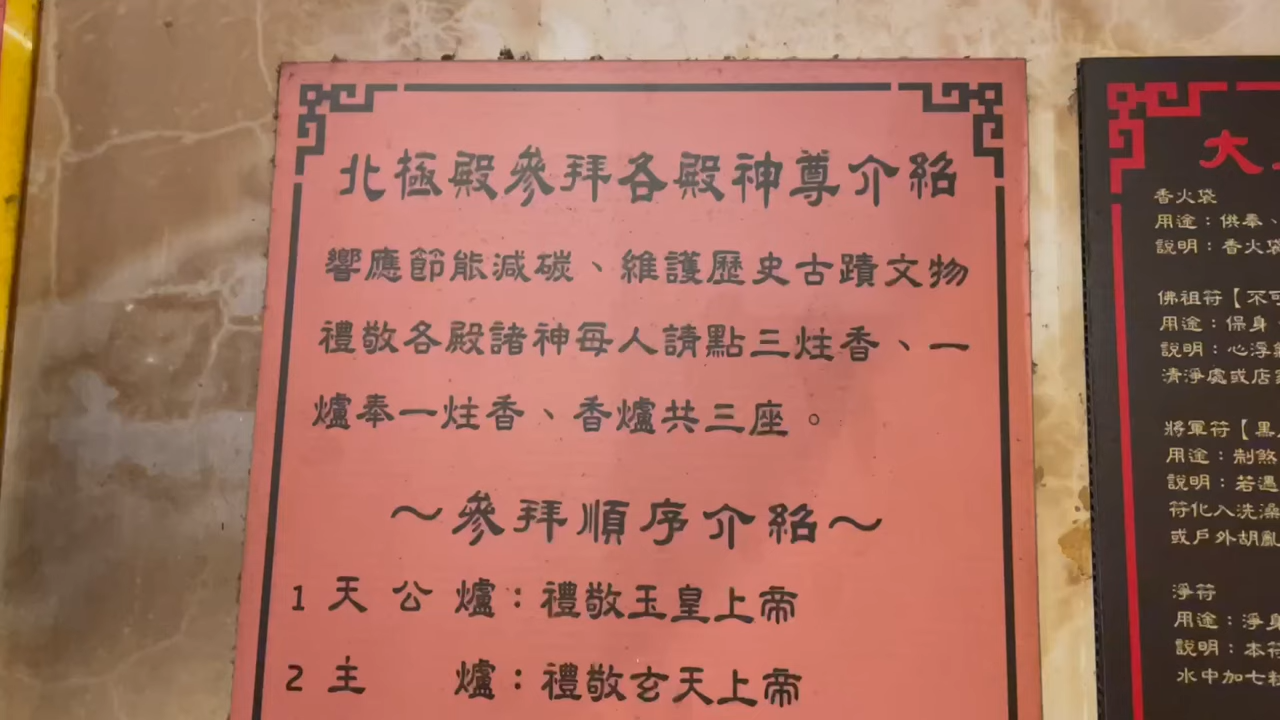 北極殿參拜各殿神尊介紹
響應節能減碳、維護歷史古蹟文物
禮敬各殿諸神每人請點三炷香、一
爐奉一炷香、香爐共三座。
～參拜順序介紹～
1 天公爐：禮敬玉皇上帝
2 主爐：禮敬玄天上帝
大
香火袋
用途：供奉、
說明：香火袋
佛祖符【不可
用途：保身
說明：心浮
清淨處或店
將軍符【黑
用途：制煞
說明：若遇
符化入洗澡
或戶外胡亂
淨符
用途：淨身
說明：本符
水中加七